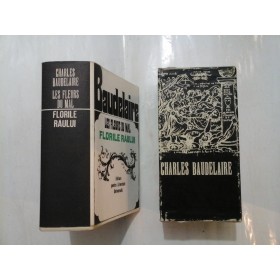 CHARLES
BAUDELAIRE
LES FLEURS
DU MAL
FLORILE
RAULUI
Baudelaire
LES FLEURS DU MAL
FLORILE RAULUI
CHARLES BAUDELAIRE